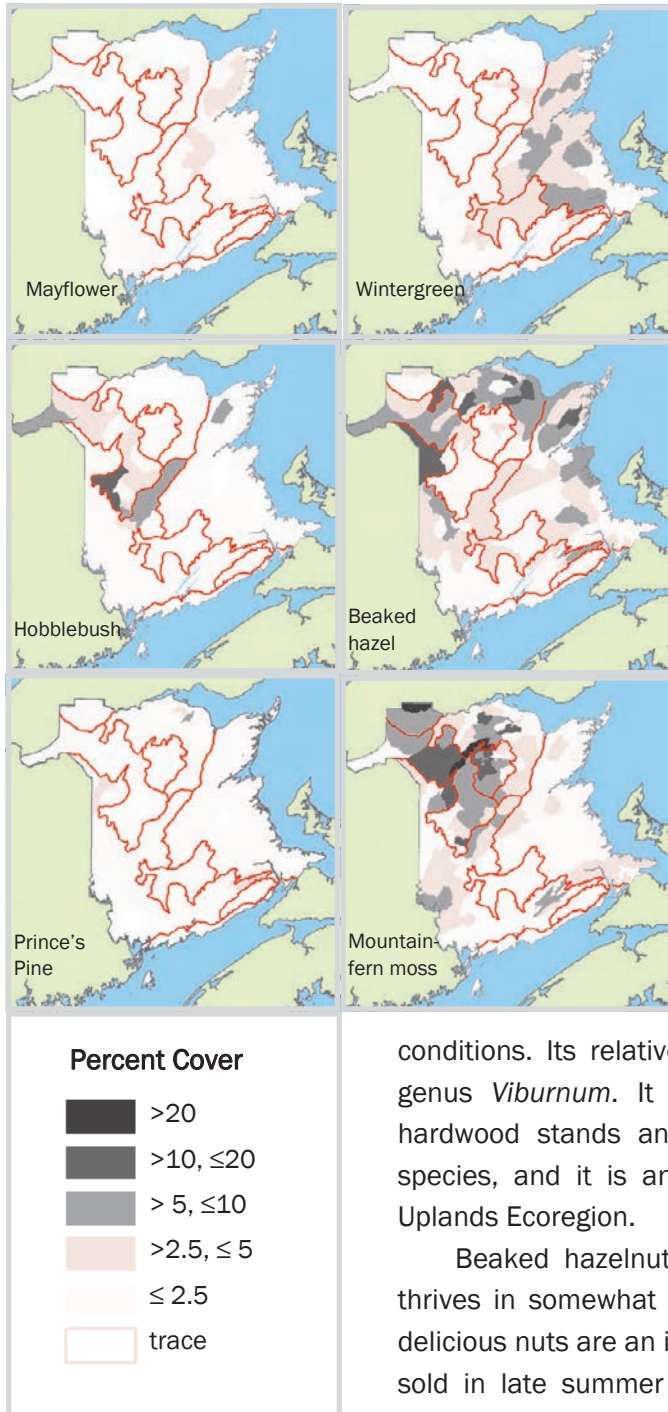 Mayflower
Wintergreen
Hobblebush
Beaked
hazel
Prince's
Pine
Mountain-
fern moss
Percent Cover
>20
>10, ≤20
> 5, ≤10
>2.5, ≤ 5
≤ 2.5
trace
conditions. Its relative
genus Viburnum. It
hardwood stands an
species, and it is an
Uplands Ecoregion.
Beaked hazelnut
thrives in somewhat
delicious nuts are an i
sold in late summer